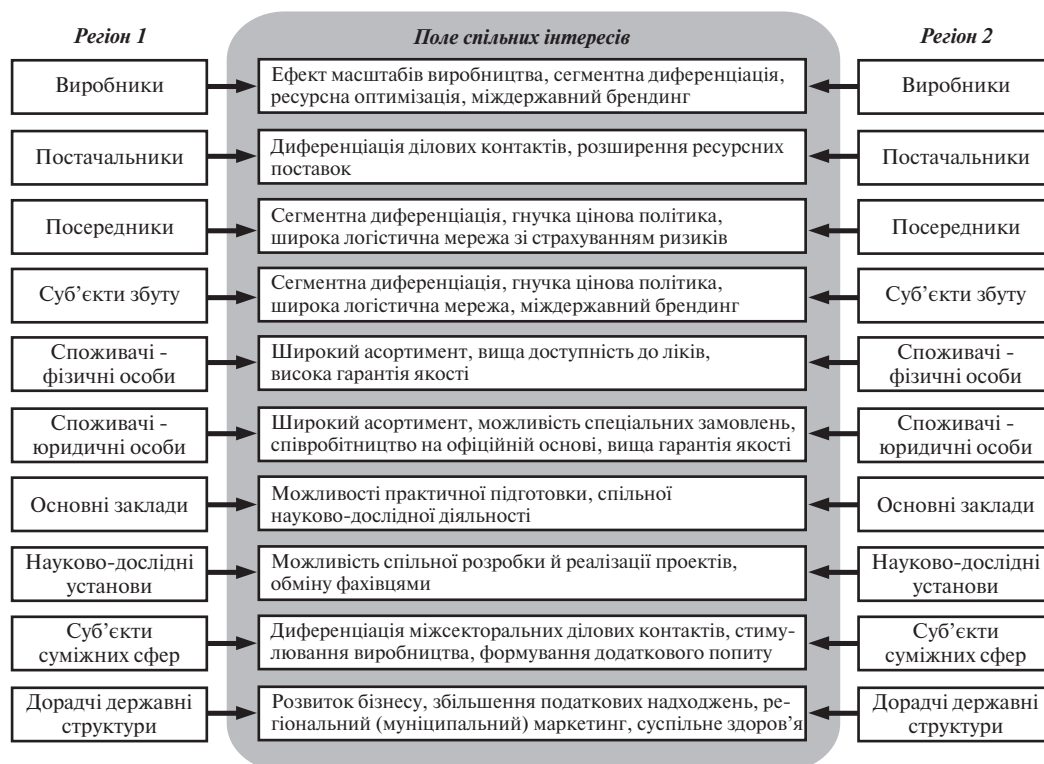 Регіон 1
Поле спільних інтересів
Регіон 2
Виробники
Ефект масштабів виробництва, сегментна диференціація,
ресурсна оптимізація, міждержавний брендинг
Виробники
Постачальники
Диференціація ділових контактів, розширення ресурсних
поставок
Постачальники
Посередники
Сегментна диференціація, гнучка цінова політика,
широка логістична мережа зі страхуванням ризиків
Посередники
Суб’єкти збуту
Сегментна диференціація, гнучка цінова політика,
широка логістична мережа, міждержавний брендинг
Суб’єкти збуту
Споживачі -
фізичні особи
Широкий асортимент, вища доступність до ліків,
висока гарантія якості
Споживачі -
фізичні особи
Споживачі -
юридичні особи
Широкий асортимент, можливість спеціальних замовлень,
співробітництво на офіційній основі, вища гарантія якості
Споживачі -
юридичні особи
Основні заклади
Можливості практичної підготовки, спільної
науково-дослідної діяльності
Основні заклади
Науково-дослідні
установи
Можливість спільної розробки й реалізації проектів,
обміну фахівцями
Науково-дослідні
установи
Суб’єкти
суміжних сфер
Диференціація міжсекторальних ділових контактів, стиму-
лювання виробництва, формування додаткового попиту
Суб’єкти
суміжних сфер
Дорадчі державні
структури
Розвиток бізнесу, збільшення податкових надходжень, ре-
гіональний (муніципальний) маркетинг, суспільне здоров’я
Дорадчі державні
структури